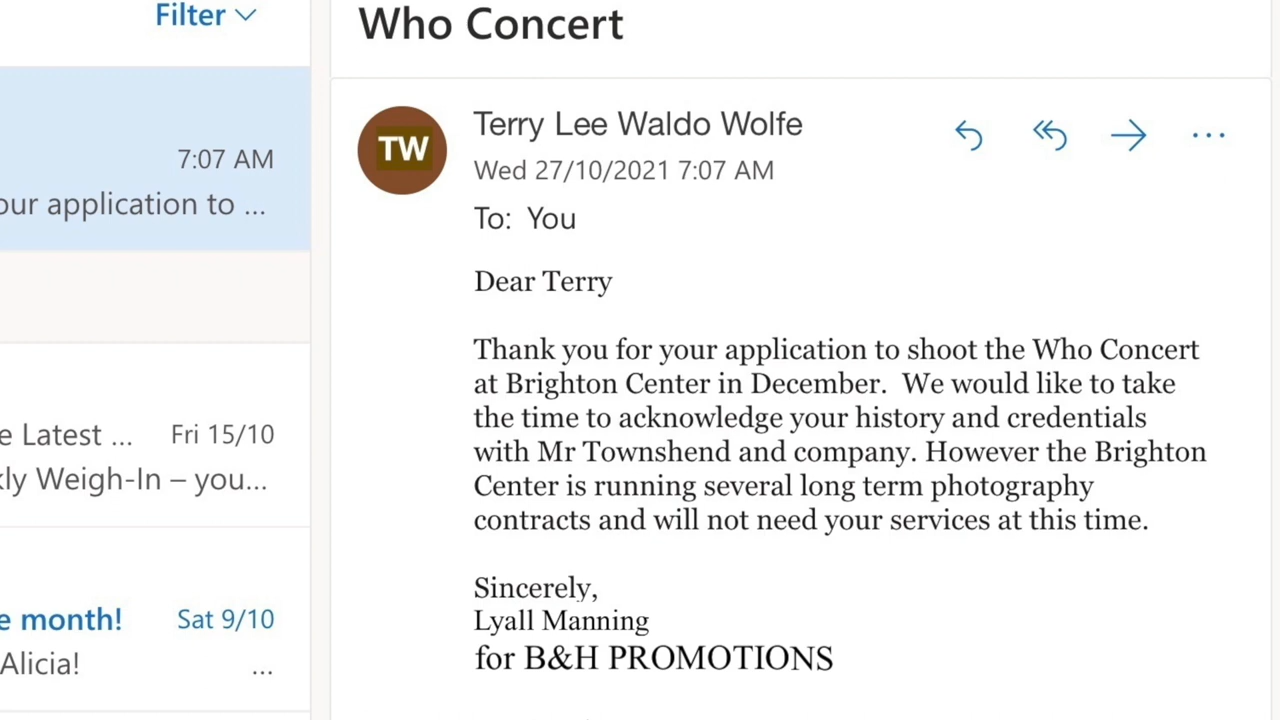 Filter
7:07 AM
our application to ...
e Latest ... Fri 15/10
kly Weigh-In – you...
e month! Sat 9/10
Alicia! ...
Who Concert
TW
Terry Lee Waldo Wolfe
Wed 27/10/2021 7:07 AM
To: You
Dear Terry
Thank you for your application to shoot the Who Concert
at Brighton Center in December. We would like to take
the time to acknowledge your history and credentials
with Mr Townshend and company. However the Brighton
Center is running several long term photography
contracts and will not need your services at this time.
Sincerely,
Lyall Manning
for B&H PROMOTIONS